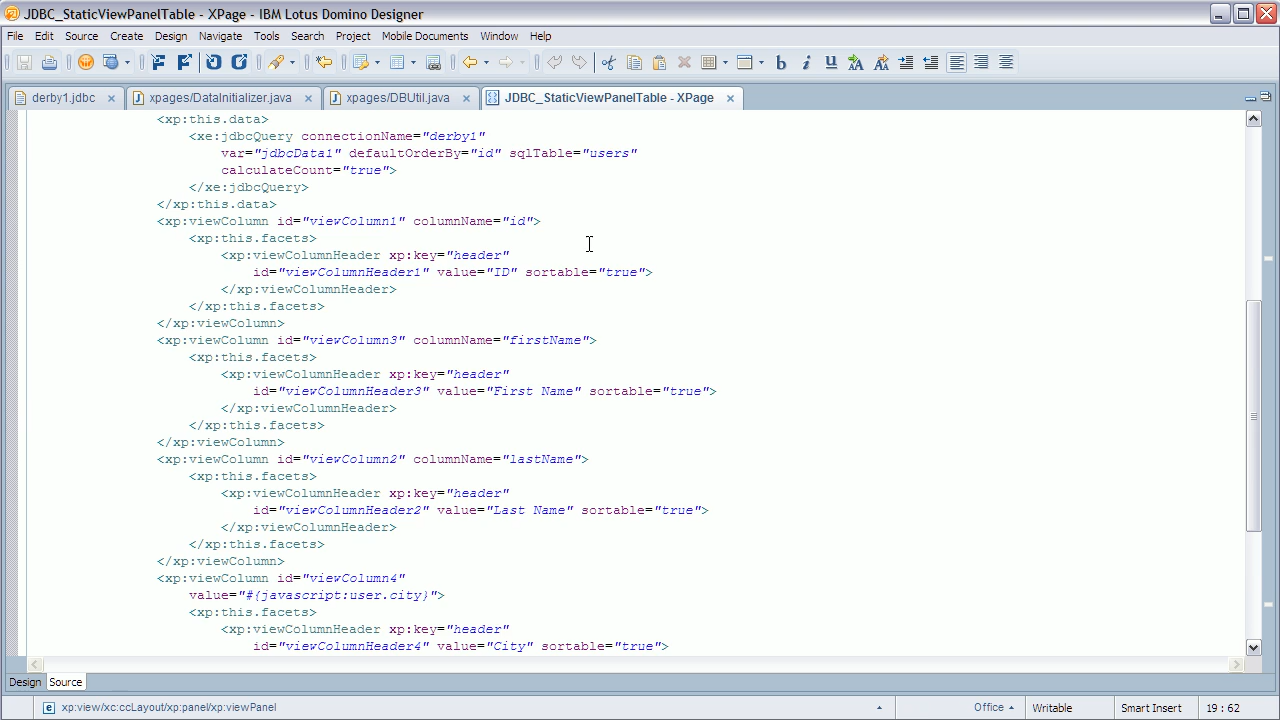 JDBC_StaticViewPanelTable - XPage - IBM Lotus Domino Designer
File Edit Source Create Design Navigate Tools Search Project Mobile Documents Window Help
derby1.jdbc xpages/DataInitializer.java xpages/DBUtil.java JDBC_StaticViewPanelTable - XPage
<xp:this.data>
<xe:jdbcQuery connectionName="derby1"
var="jdbcData1" defaultOrderBy="id" sqlTable="users"
calculateCount="true">
</xe:jdbcQuery>
</xp:this.data>
<xp:viewColumn id="viewColumn1" columnName="id">
<xp:this.facets>
<xp:viewColumnHeader xp:key="header"
id="viewColumnHeader1" value="ID" sortable="true">
</xp:viewColumnHeader>
</xp:this.facets>
</xp:viewColumn>
<xp:viewColumn id="viewColumn3" columnName="firstName">
<xp:this.facets>
<xp:viewColumnHeader xp:key="header"
id="viewColumnHeader3" value="First Name" sortable="true">
</xp:viewColumnHeader>
</xp:this.facets>
</xp:viewColumn>
<xp:viewColumn id="viewColumn2" columnName="lastName">
<xp:this.facets>
<xp:viewColumnHeader xp:key="header"
id="viewColumnHeader2" value="Last Name" sortable="true">
</xp:viewColumnHeader>
</xp:this.facets>
</xp:viewColumn>
<xp:viewColumn id="viewColumn4"
value="#{javascript:user.city}">
<xp:this.facets>
<xp:viewColumnHeader xp:key="header"
id="viewColumnHeader4" value="City" sortable="true">
Design Source
xp:view/xc:ccLayout/xp:panel/xp:viewPanel Office Writable Smart Insert 19 : 62